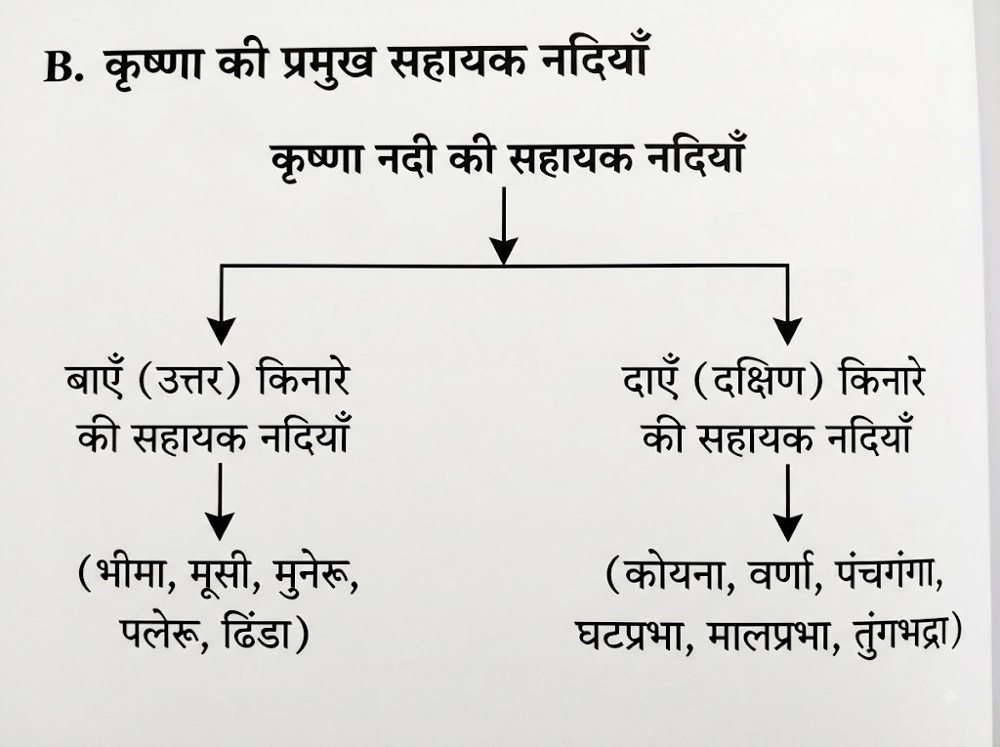 B. कृष्णा की प्रमुख सहायक नदियाँ
कृष्णा नदी की सहायक नदियाँ
बाएँ (उत्तर) किनारे
की सहायक नदियाँ
दाएँ (दक्षिण) किनारे
की सहायक नदियाँ
(भीमा, मूसी, मुनेरू,
पलेरू, ढिंडा)
(कोयना, वर्णा, पंचगंगा,
घटप्रभा, मालप्रभा, तुंगभद्रा)